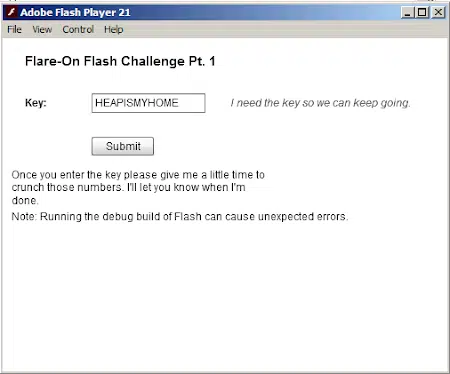 Adobe Flash Player 21
File View Control Help
Flare-On Flash Challenge Pt. 1
Key: HEAPISMYHOME I need the key so we can keep going.
Submit
Once you enter the key please give me a little time to
crunch those numbers. I'll let you know when I'm
done.
Note: Running the debug build of Flash can cause unexpected errors.